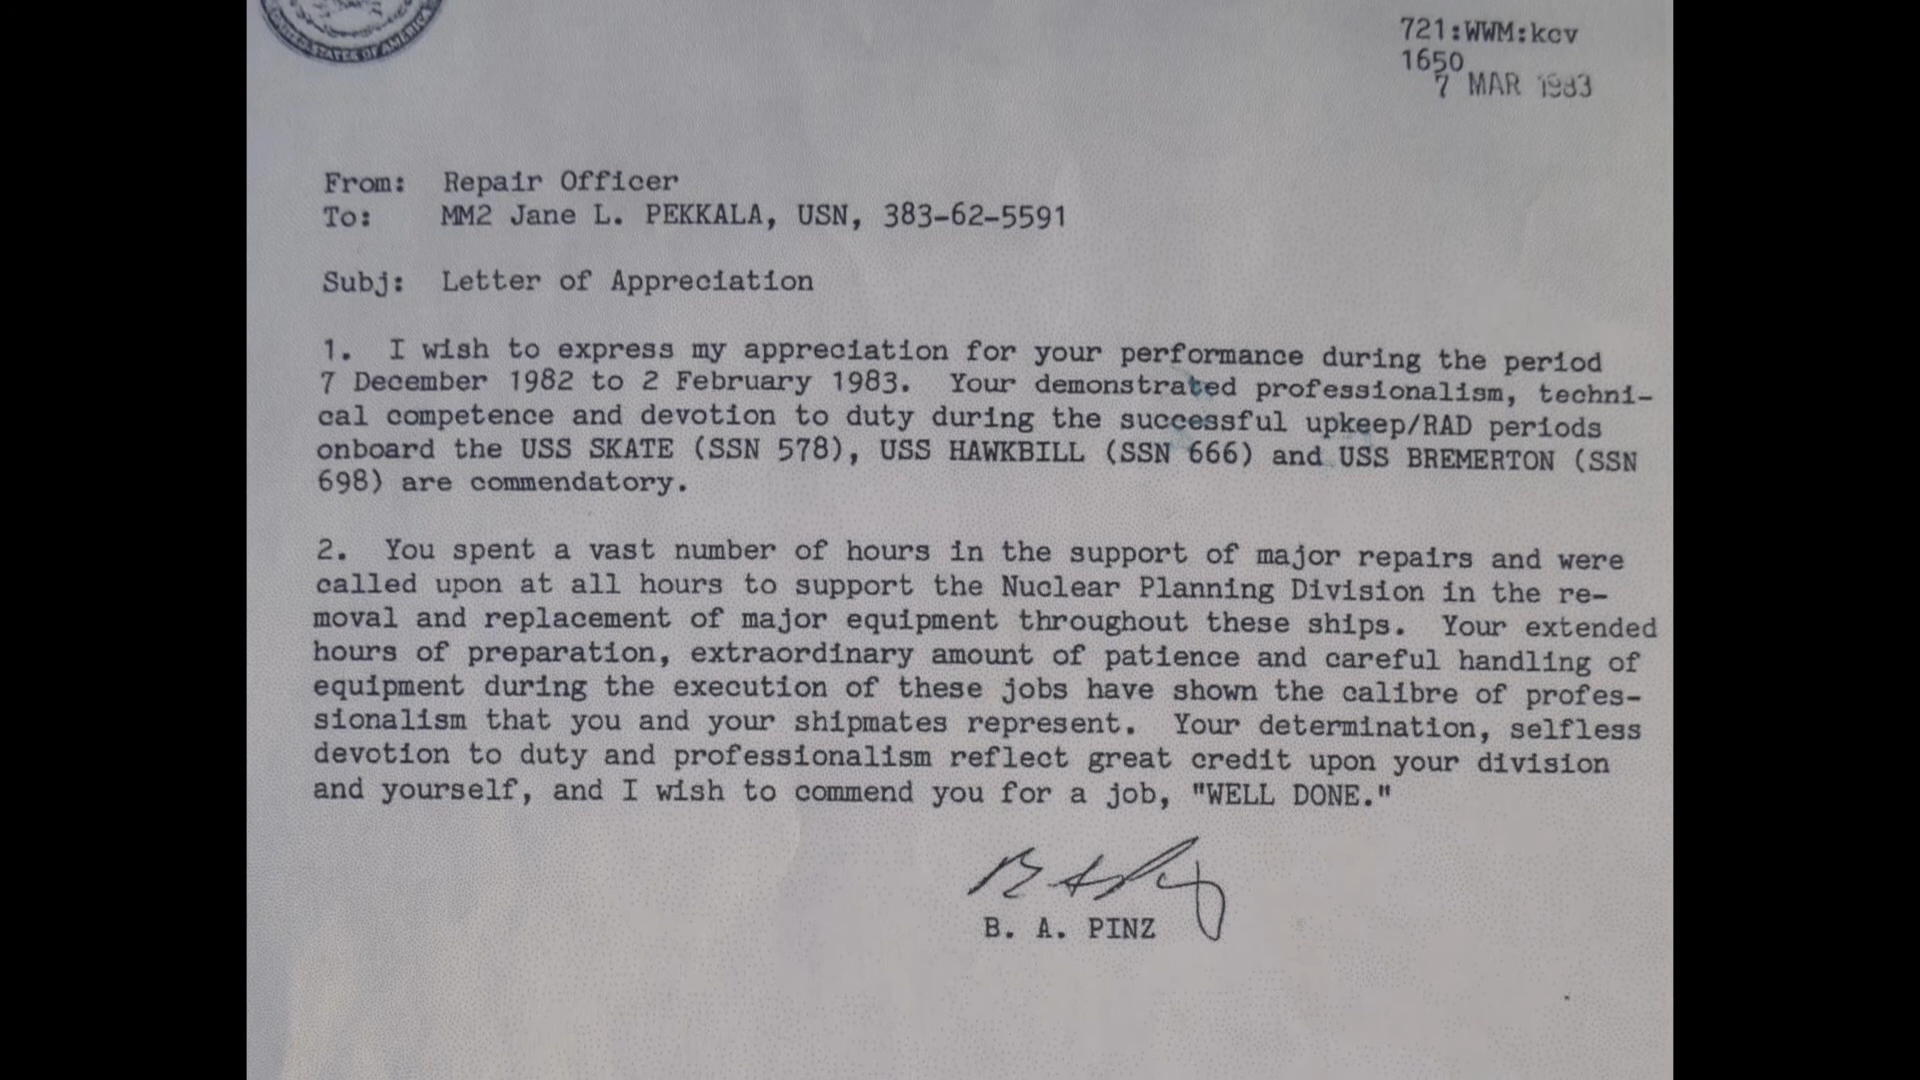 UNITED STATES OF AMERICA
721:WWM:kcv
1650
7 MAR 1983
From: Repair Officer
To: MM2 Jane L. PEKKALA, USN, 383-62-5591
Subj: Letter of Appreciation
1. I wish to express my appreciation for your performance during the period
7 December 1982 to 2 February 1983. Your demonstrated professionalism, techni-
cal competence and devotion to duty during the successful upkeep/RAD periods
onboard the USS SKATE (SSN 578), USS HAWKBILL (SSN 666) and USS BREMERTON (SSN
698) are commendatory.
2. You spent a vast number of hours in the support of major repairs and were
called upon at all hours to support the Nuclear Planning Division in the re-
moval and replacement of major equipment throughout these ships. Your extended
hours of preparation, extraordinary amount of patience and careful handling of
equipment during the execution of these jobs have shown the calibre of profes-
sionalism that you and your shipmates represent. Your determination, selfless
devotion to duty and professionalism reflect great credit upon your division
and yourself, and I wish to commend you for a job, "WELL DONE."
B. A. PINZ